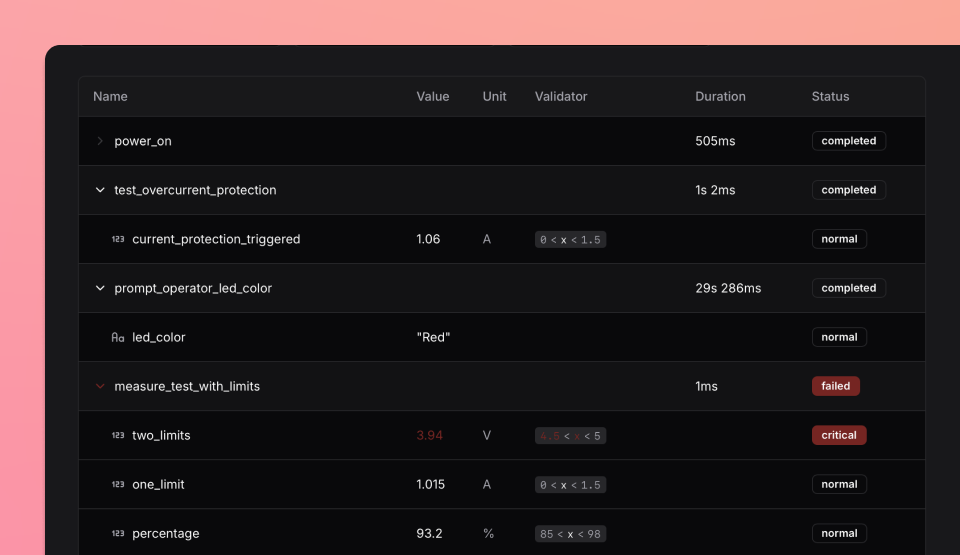 Name Value Unit Validator Duration Status
power_on 505ms completed
test_overcurrent_protection 1s 2ms completed
123 current_protection_triggered 1.06 A 0 < x < 1.5 normal
prompt_operator_led_color 29s 286ms completed
Aa led_color "Red" normal
measure_test_with_limits 1ms failed
123 two_limits 3.94 V 4.5 < x < 5 critical
123 one_limit 1.015 A 0 < x < 1.5 normal
123 percentage 93.2 % 85 < x < 98 normal